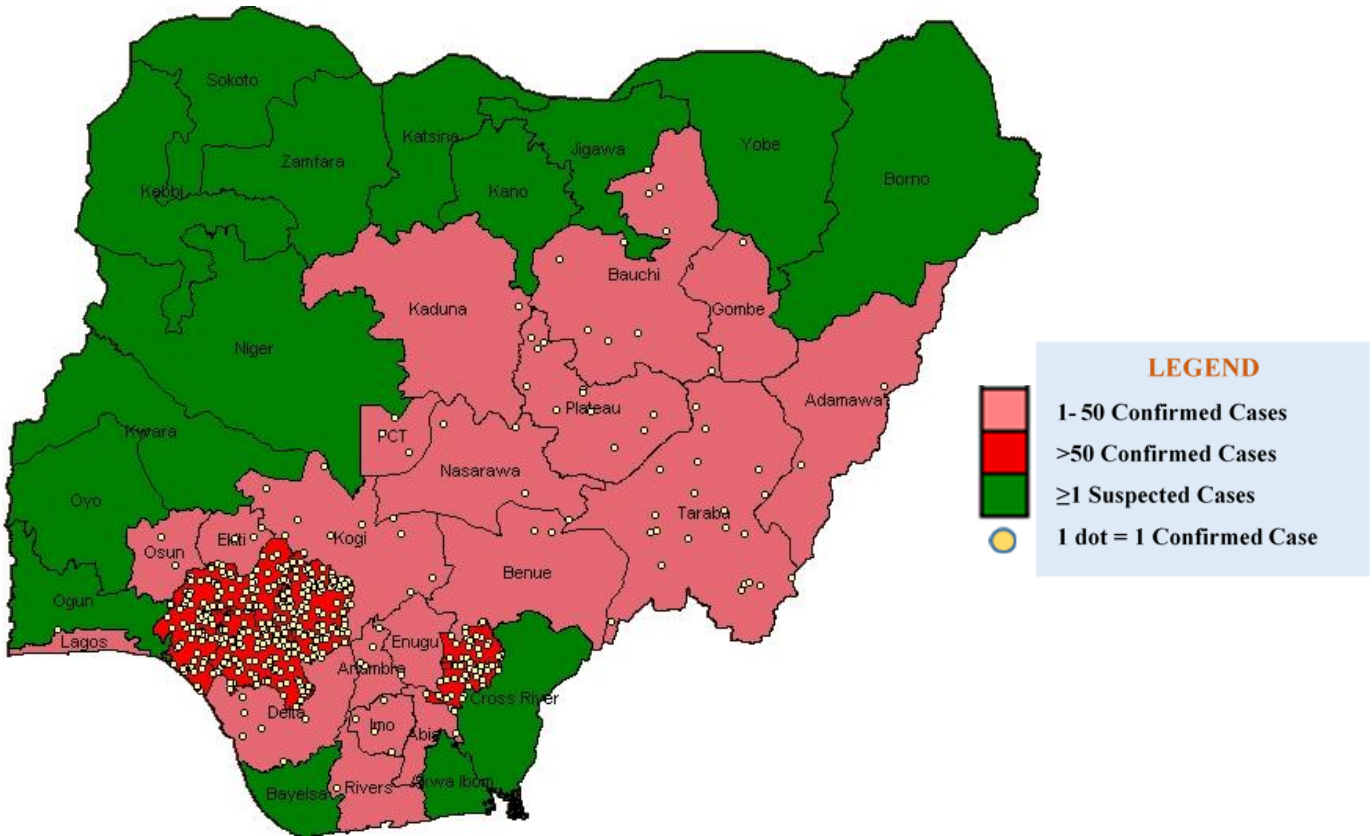 Sokoto
Katsina
Zamfara
Jigawa
Yobe
Kano
Borno
Kebbi
Bauchi
Kaduna
Gombe
Niger
Adamawa
Plateau
PCT
Kwara
Nasarawa
Oyo
Taraba
Kogi
Ekiti
Osun
Benue
Ogun
Lagos
Enugu
Anambra
Cross River
Delta
Imo
Abia
Akwa Ibom
Rivers
Bayelsa
LEGEND
1- 50 Confirmed Cases
>50 Confirmed Cases
≥1 Suspected Cases
1 dot = 1 Confirmed Case